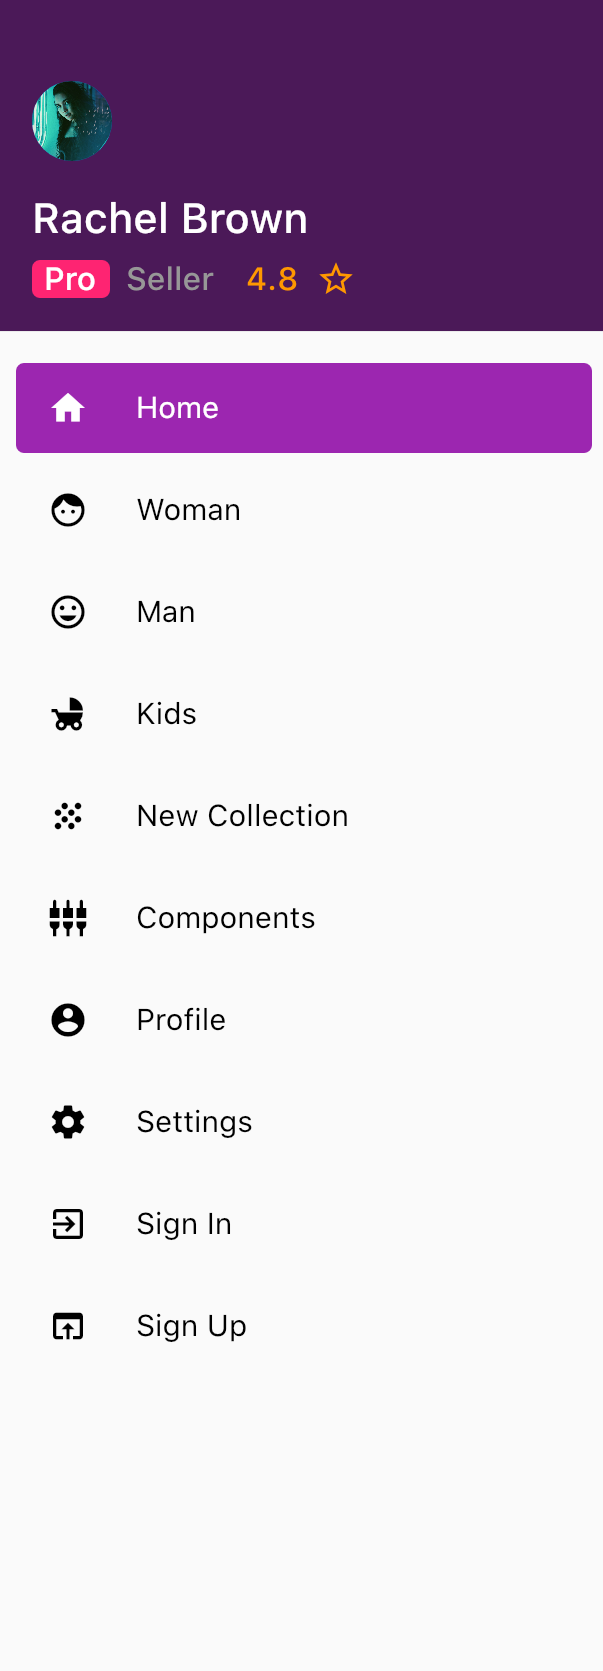 Rachel Brown
Pro Seller 4.8
Home
Woman
Man
Kids
New Collection
Components
Profile
Settings
Sign In
Sign Up